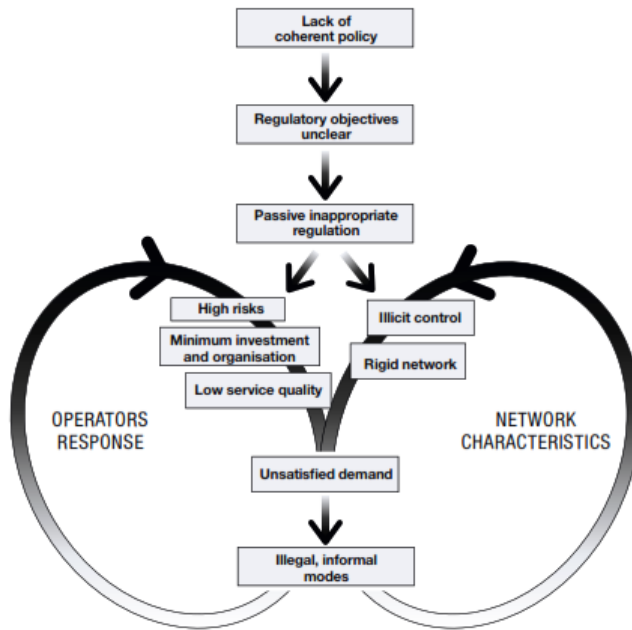 Lack of
coherent policy
Regulatory objectives
unclear
Passive inappropriate
regulation
High risks
Illicit control
Minimum investment
and organisation
Rigid network
Low service quality
OPERATORS
RESPONSE
NETWORK
CHARACTERISTICS
Unsatisfied demand
Illegal, informal
modes